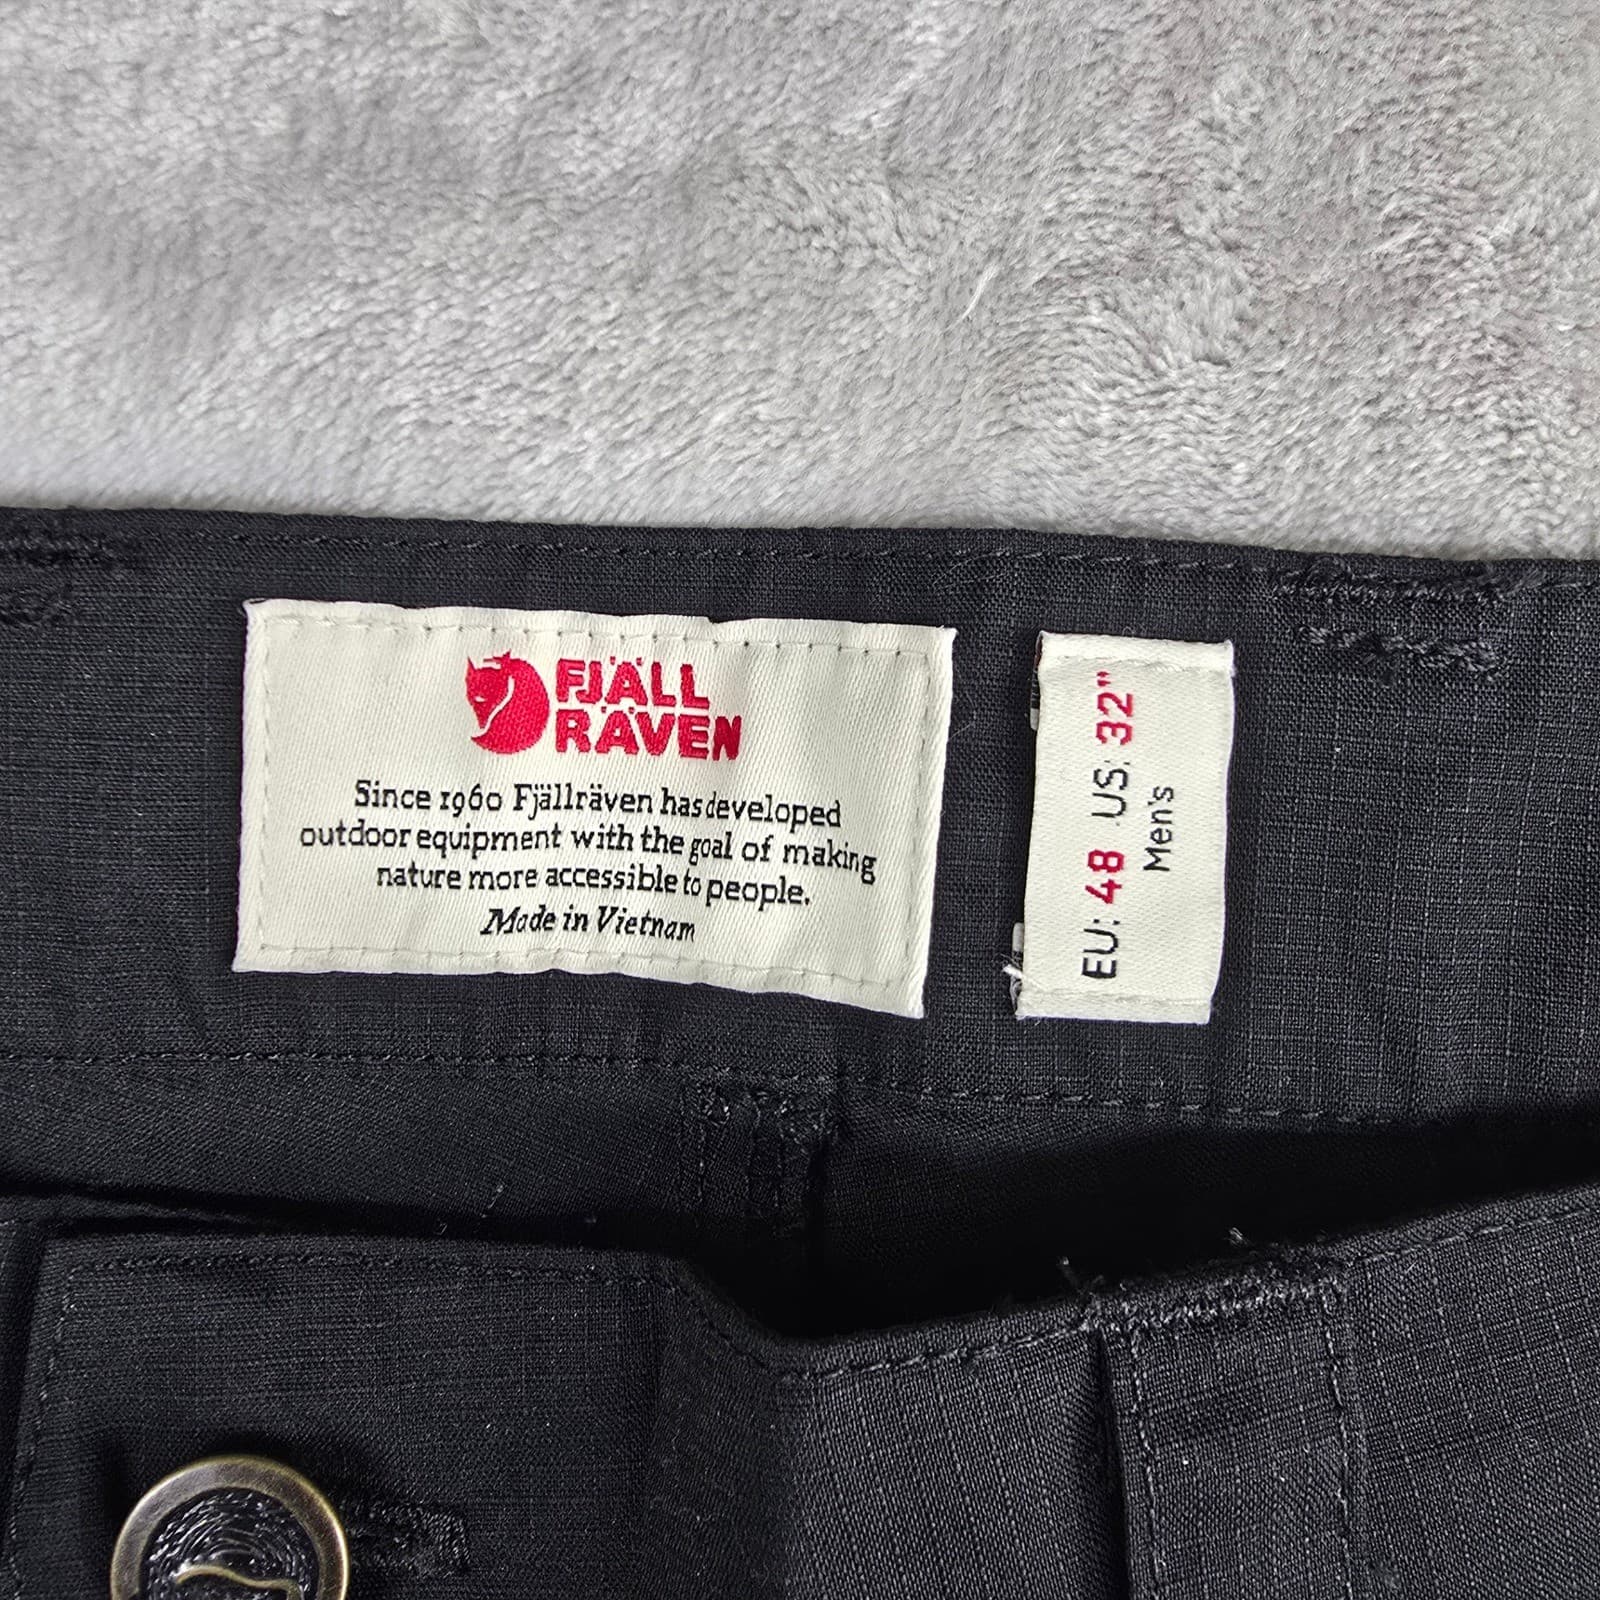 FJÄLL
RÄVEN
Since 1960 Fjällräven has developed
outdoor equipment with the goal of making
nature more accessible to people.
Made in Vietnam
EU: 48 US: 32"
Men's